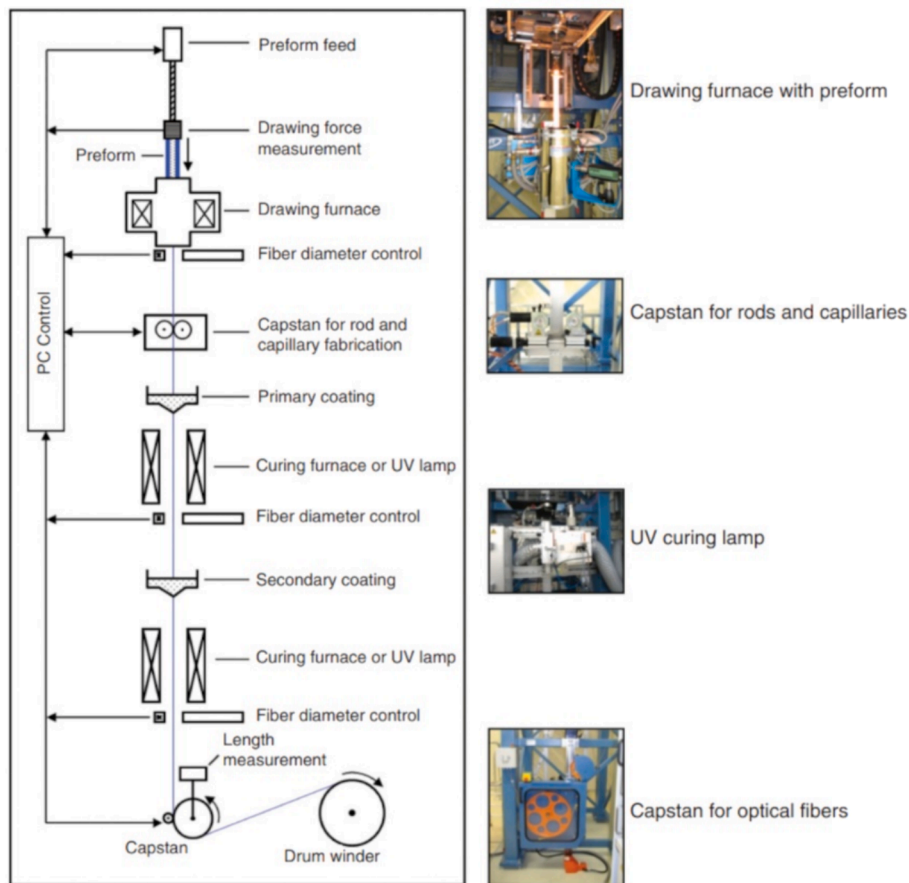 Preform feed
Drawing force
measurement
Preform
Drawing furnace
Fiber diameter control
PC Control
Capstan for rod and
capillary fabrication
Primary coating
Curing furnace or UV lamp
Fiber diameter control
Secondary coating
Curing furnace or UV lamp
Fiber diameter control
Length
measurement
Capstan
Drum winder
Drawing furnace with preform
Capstan for rods and capillaries
UV curing lamp
Capstan for optical fibers